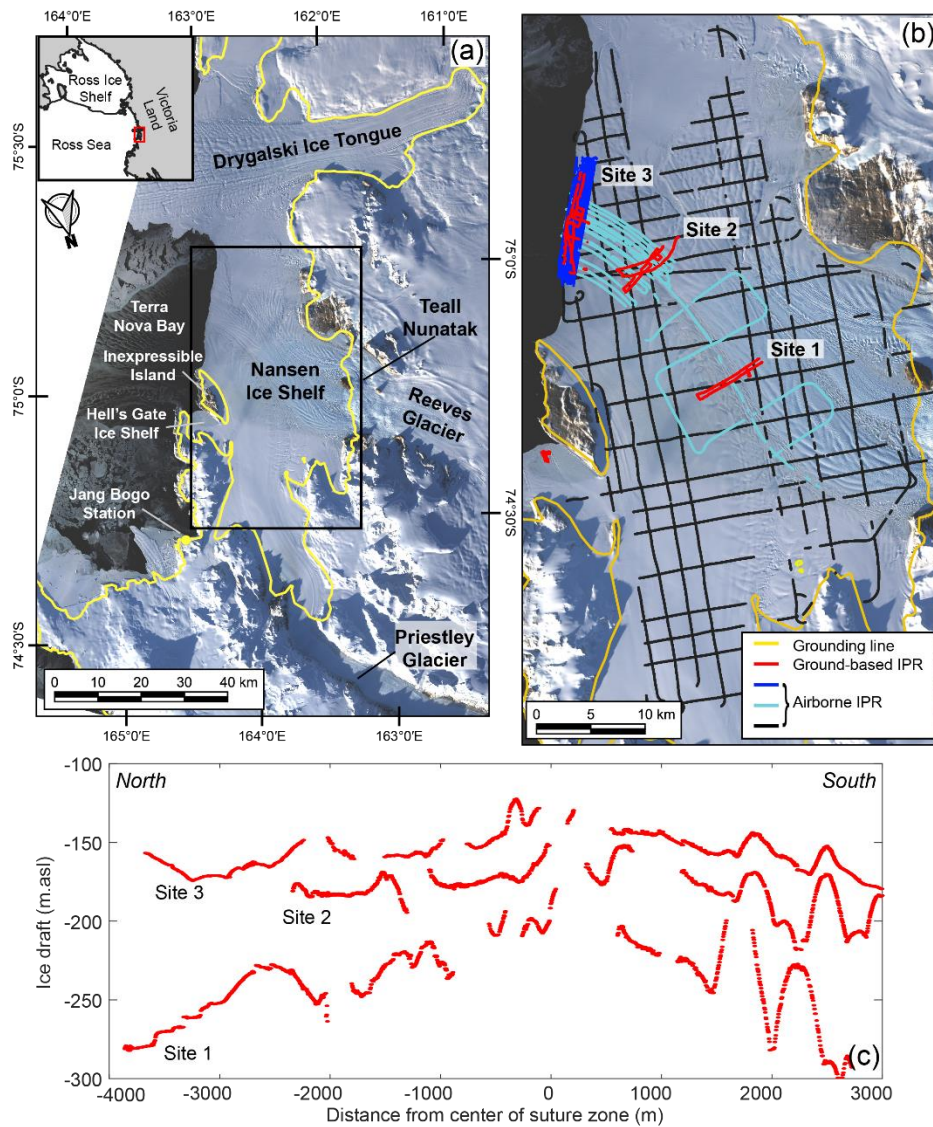 164°0'E
163°0'E
162°0'E
161°0'E
(a)
Ross Ice
Shelf
Victoria
Land
Ross Sea
N
75°30'S
75°0'S
74°30'S
Drygalski Ice Tongue
Terra
Nova Bay
Inexpressible
Island
Hell's Gate
Ice Shelf
Jang Bogo
Station
Nansen
Ice Shelf
Teall
Nunatak
Reeves
Glacier
Priestley
Glacier
0 10 20 30 40 km
165°0'E
164°0'E
163°0'E
(b)
75°0'S
74°30'S
Site 3
Site 2
Site 1
Grounding line
Ground-based IPR
Airborne IPR
0 5 10 km
North
South
-100
-150
-200
-250
-300
Ice draft (m.asl)
Site 3
Site 2
Site 1
(c)
-4000
-3000
-2000
-1000
0
1000
2000
3000
Distance from center of suture zone (m)